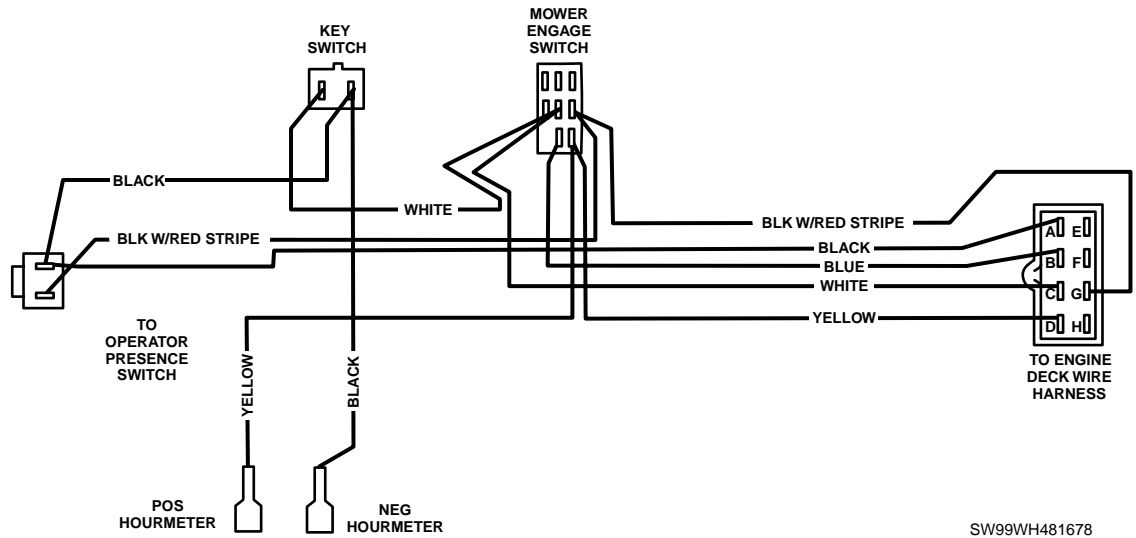 MOWER
ENGAGE
SWITCH
KEY
SWITCH
BLACK
WHITE
BLK W/RED STRIPE
BLK W/RED STRIPE
BLACK
BLUE
WHITE
YELLOW
A E
B F
C G
D H
TO
OPERATOR
PRESENCE
SWITCH
YELLOW
BLACK
TO ENGINE
DECK WIRE
HARNESS
POS
HOURMETER
NEG
HOURMETER
SW99WH481678